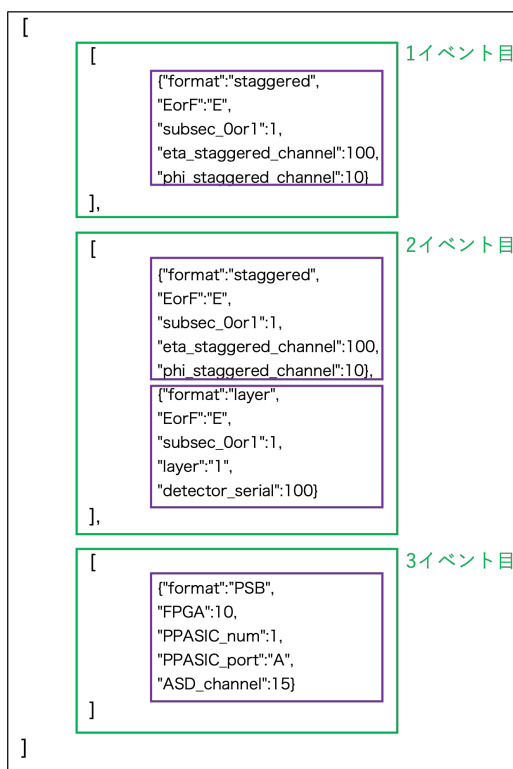 [
[
1イベント目
{"format":"staggered",
"EorF":"E",
"subsec_0or1":1,
"eta_staggered_channel":100,
"phi_staggered_channel":10}
],
[
2イベント目
{"format":"staggered",
"EorF":"E",
"subsec_0or1":1,
"eta_staggered_channel":100,
"phi_staggered_channel":10},
{"format":"layer",
"EorF":"E",
"subsec_0or1":1,
"layer":"1",
"detector_serial":100}
],
[
3イベント目
{"format":"PSB",
"FPGA":10,
"PPASIC_num":1,
"PPASIC_port":"A",
"ASD_channel":15}
]
]